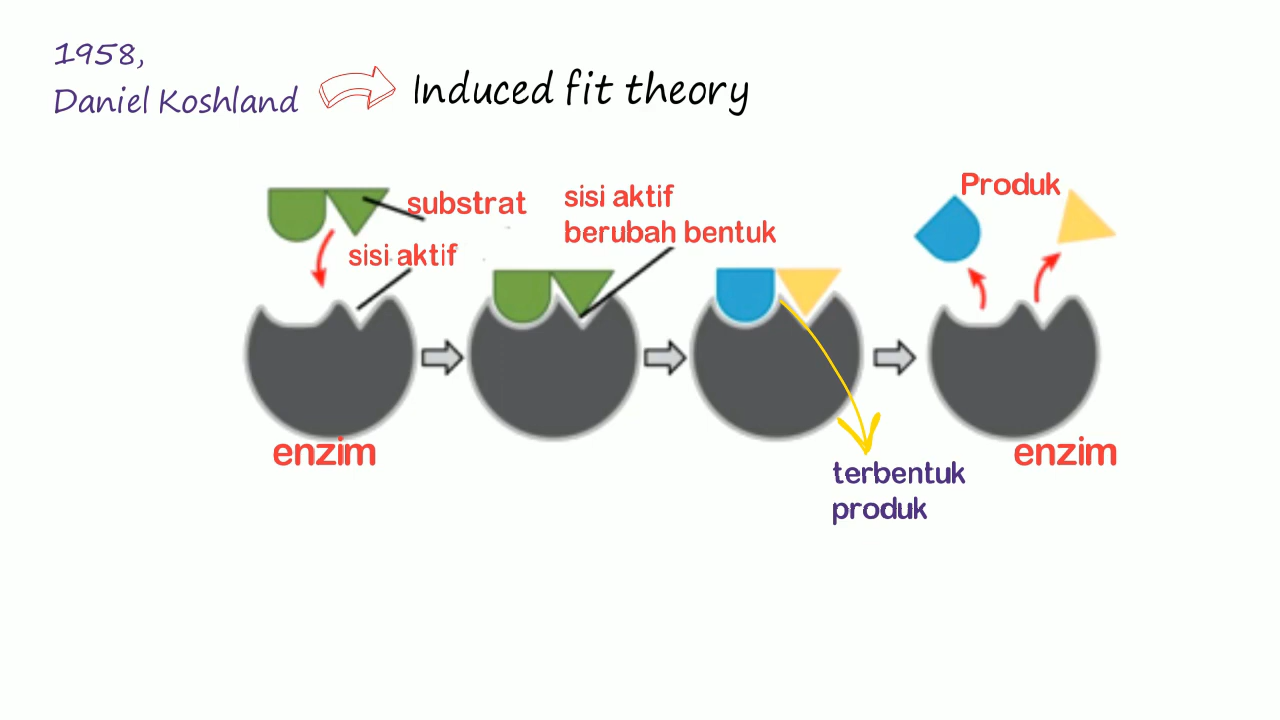 1958,
Daniel Koshland
Induced fit theory
substrat
sisi aktif
sisi aktif
berubah bentuk
Produk
enzim
terbentuk
produk
enzim